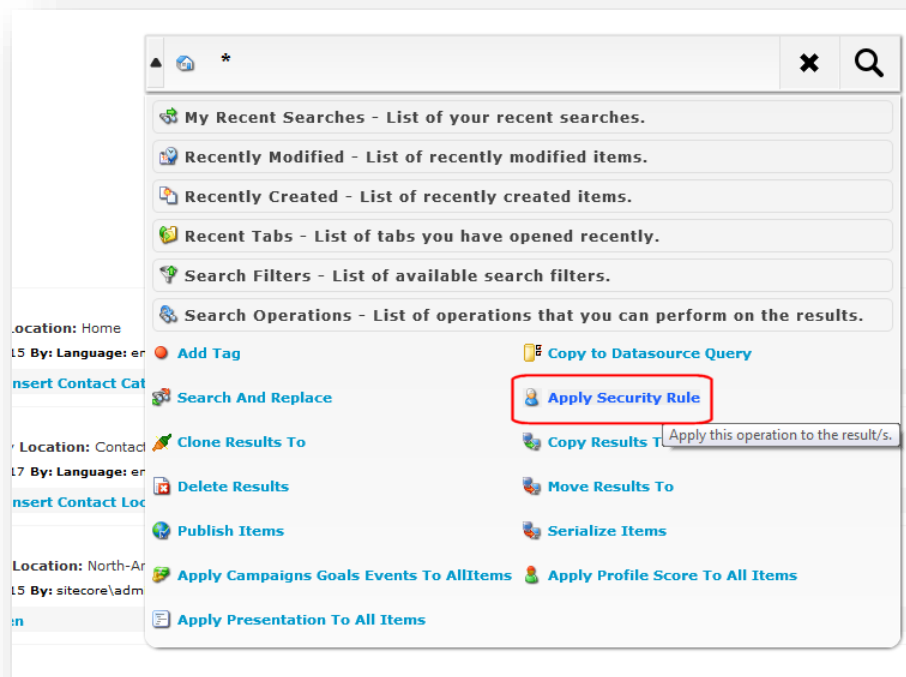 *
My Recent Searches - List of your recent searches.
Recently Modified - List of recently modified items.
Recently Created - List of recently created items.
Recent Tabs - List of tabs you have opened recently.
Search Filters - List of available search filters.
Search Operations - List of operations that you can perform on the results.
ocation: Home
15 By: Language: en
Add Tag
Copy to Datasource Query
nsert Contact Cat
Search And Replace
Apply Security Rule
Apply this operation to the result/s.
Location: Contact
Clone Results To
Copy Results T
17 By: Language: en
nsert Contact Loc
Delete Results
Move Results To
Publish Items
Serialize Items
Location: North-Am
15 By: sitecore\adm
Apply Campaigns Goals Events To AllItems
Apply Profile Score To All Items
en
Apply Presentation To All Items